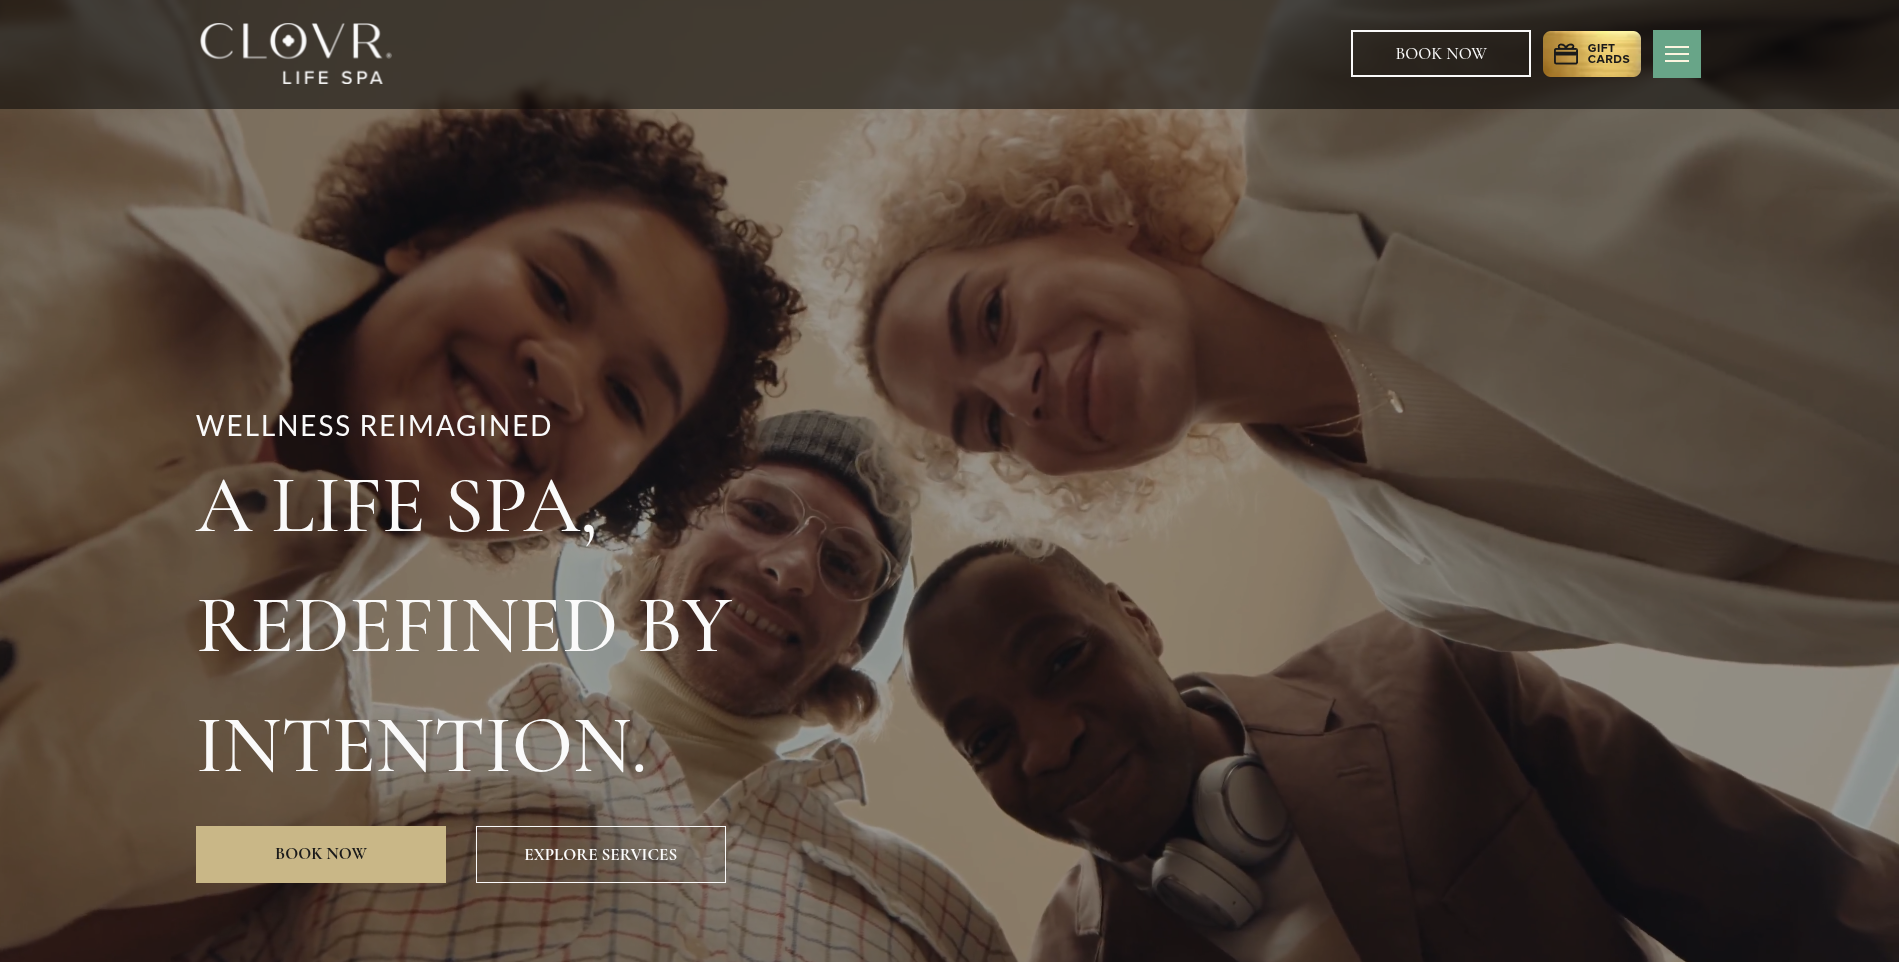 CLOVR.
LIFE SPA
BOOK NOW
GIFT
CARDS
WELLNESS REIMAGINED
A LIFE SPA,
REDEFINED BY
INTENTION.
BOOK NOW
EXPLORE SERVICES